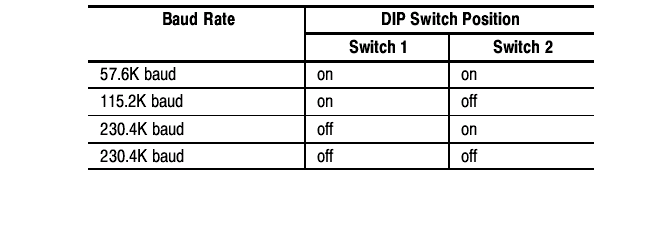 Baud Rate DIP Switch Position
Switch 1 Switch 2
57.6K baud on on
115.2K baud on off
230.4K baud off on
230.4K baud off off